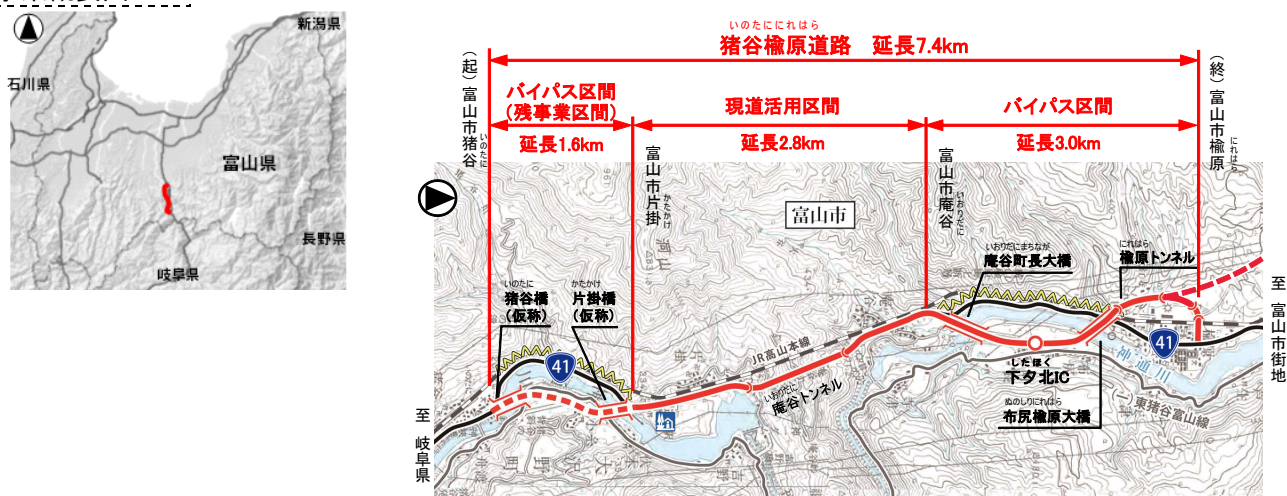 新潟県
石川県
富山県
長野県
岐阜県
いのたににれはら
猪谷楡原道路 延長7.4km
(起)富山市猪谷
いのたに
バイパス区間
(残事業区間)
延長1.6km
現道活用区間
延長2.8km
バイパス区間
延長3.0km
(終)富山市楡原
にれはら
富山市片掛
かたかけ
富山市庵谷
いおりだに
富山市
いおりだにまちなが
庵谷町長大橋
にれはら
楡原トンネル
いのたに
猪谷橋
(仮称)
かたかけ
片掛橋
(仮称)
41
JR高山本線
いおりだに
庵谷トンネル
したほく
下夕北IC
ぬのしりにれはら
布尻楡原大橋
41
神通川
(一)東猪谷富山線
至 岐阜県
至 富山市街地